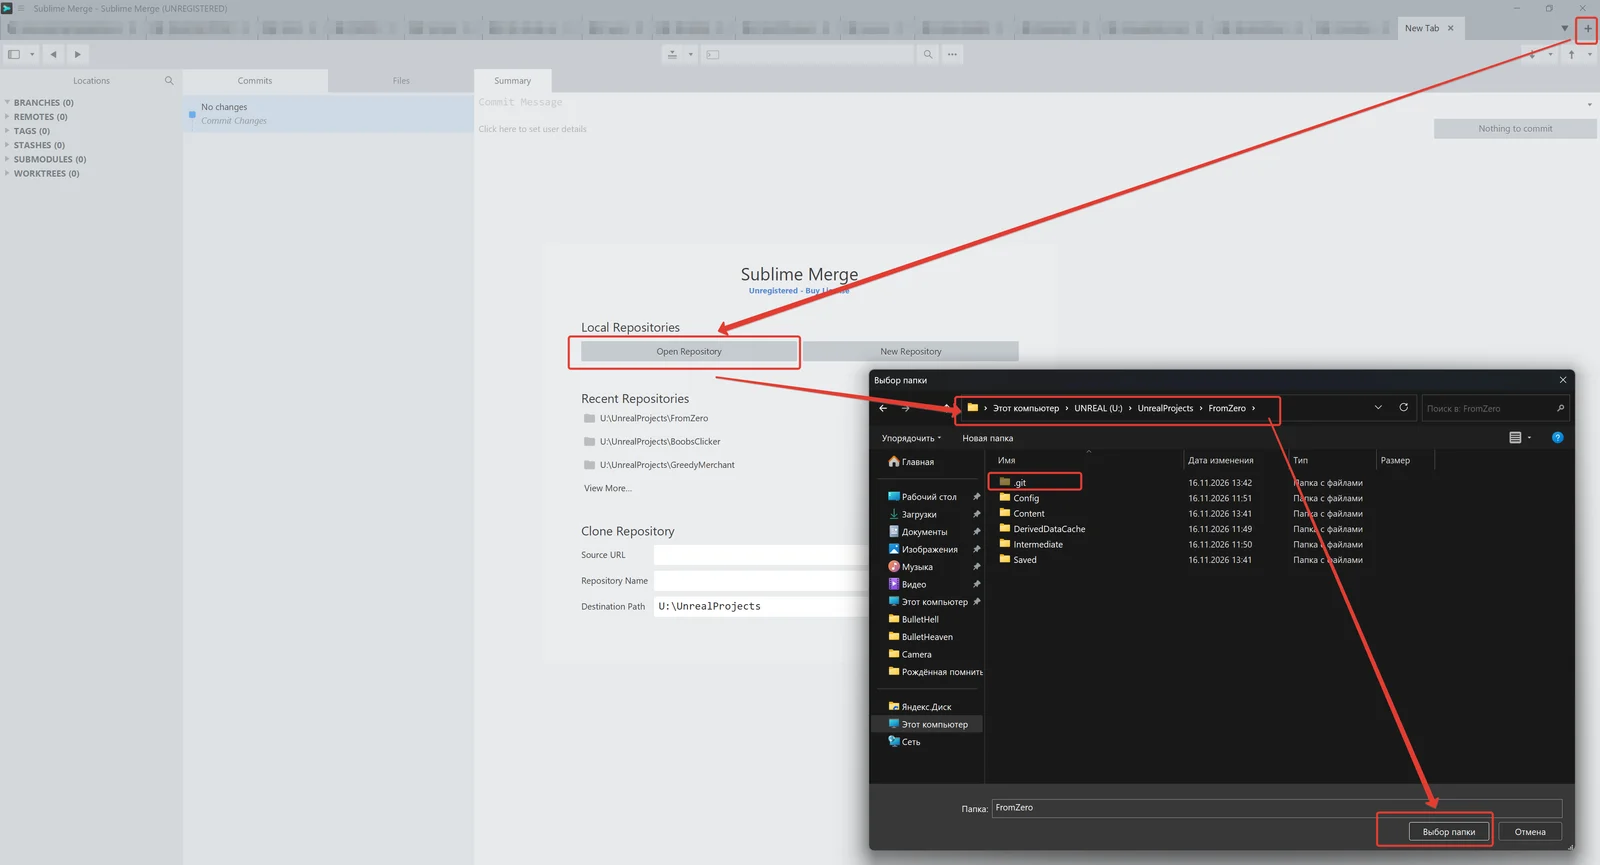 Sublime Merge - Sublime Merge (UNREGISTERED)
New Tab
Locations
Commits
Files
Summary
BRANCHES (0)
REMOTES (0)
TAGS (0)
STASHES (0)
SUBMODULES (0)
WORKTREES (0)
No changes
Commit Changes
Commit Message
Click here to set user details
Nothing to commit
Sublime Merge
Unregistered - Buy License
Local Repositories
Open Repository
New Repository
Recent Repositories
U:\UnrealProjects\FromZero
U:\UnrealProjects\BoobsClicker
U:\UnrealProjects\GreedyMerchant
View More...
Clone Repository
Source URL
Repository Name
Destination Path U:\UnrealProjects
Выбор папки
Этот компьютер › UNREAL (U:) › UnrealProjects › FromZero ›
Поиск в: FromZero
Упорядочить
Новая папка
Главная
Рабочий стол
Загрузки
Документы
Изображения
Музыка
Видео
Этот компьютер
BulletHell
BulletHeaven
Camera
Рождённая помнить
Яндекс.Диск
Этот компьютер
Сеть
Имя Дата изменения Тип Размер
.git 16.11.2026 13:42 Папка с файлами
Config 16.11.2026 11:51 Папка с файлами
Content 16.11.2026 13:41 Папка с файлами
DerivedDataCache 16.11.2026 11:49 Папка с файлами
Intermediate 16.11.2026 11:50 Папка с файлами
Saved 16.11.2026 13:41 Папка с файлами
Папка: FromZero
Выбор папки
Отмена